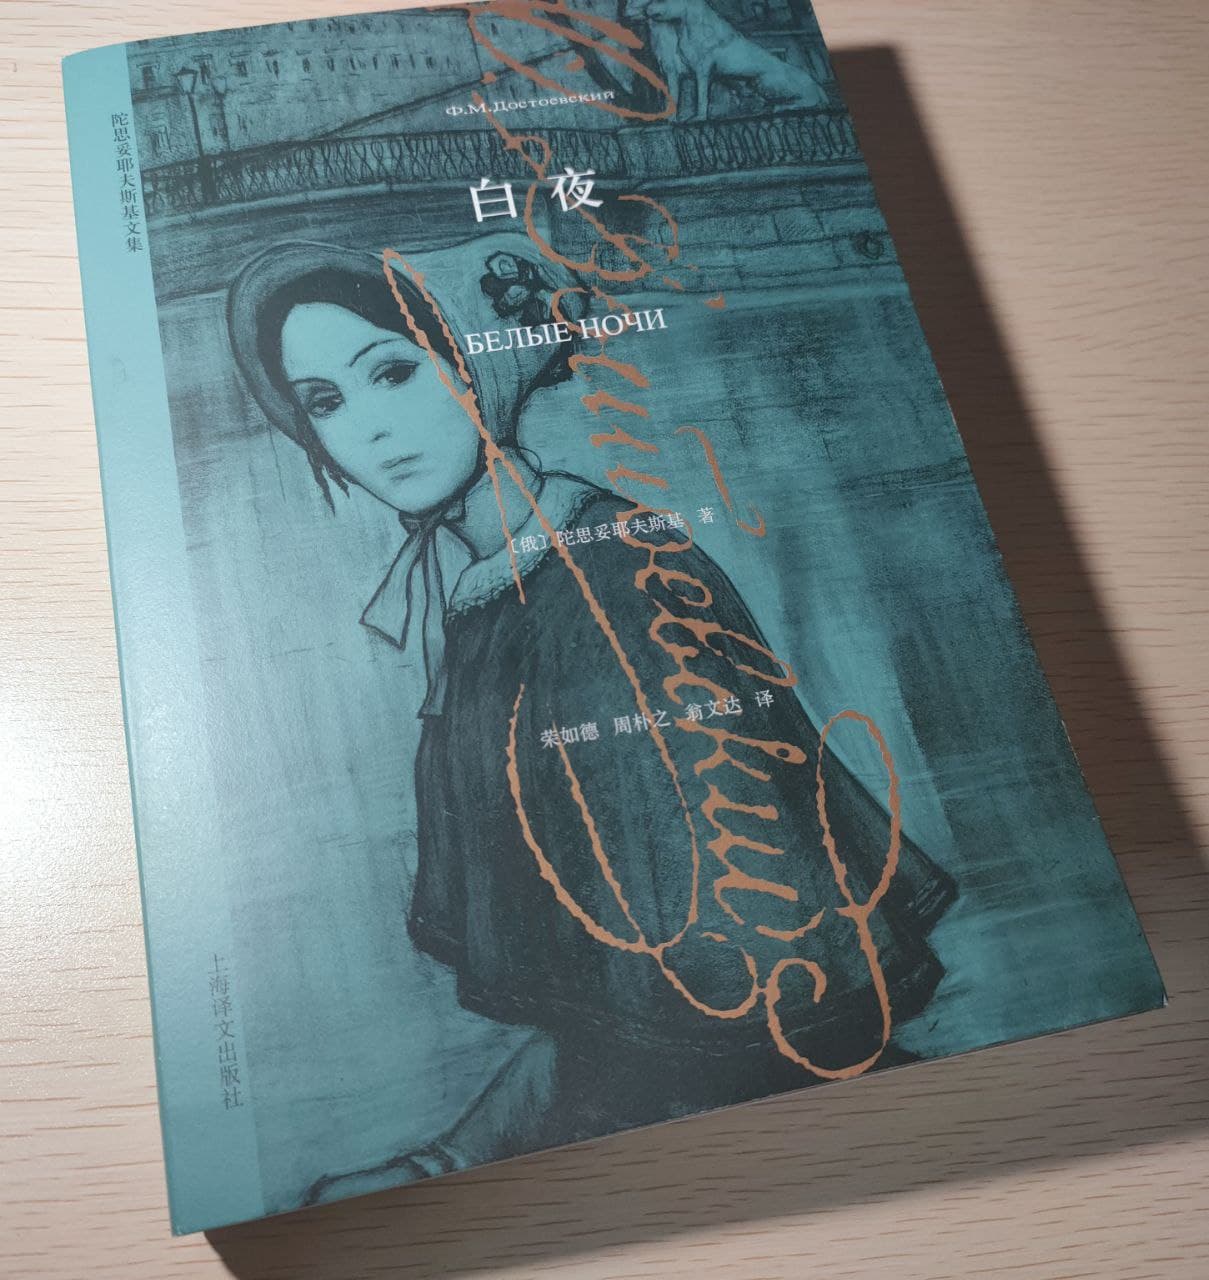 陀思妥耶夫斯基文集
Ф.М.Достоевский
白夜
БЕЛЫЕ НОЧИ
〔俄〕陀思妥耶夫斯基 著
荣如德 周朴之 翁文达 译
上海译文出版社